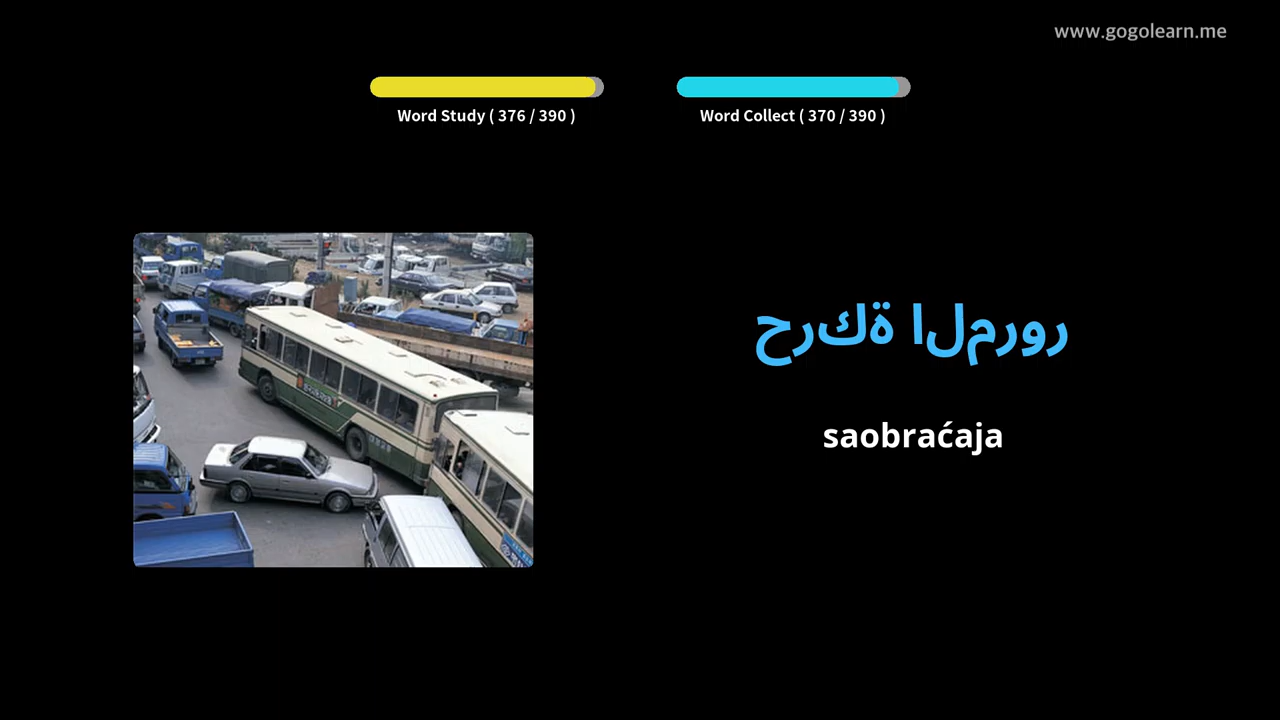 www.gogolearn.me
Word Study ( 376 / 390 )
Word Collect ( 370 / 390 )
حركة المرور
saobraćaja